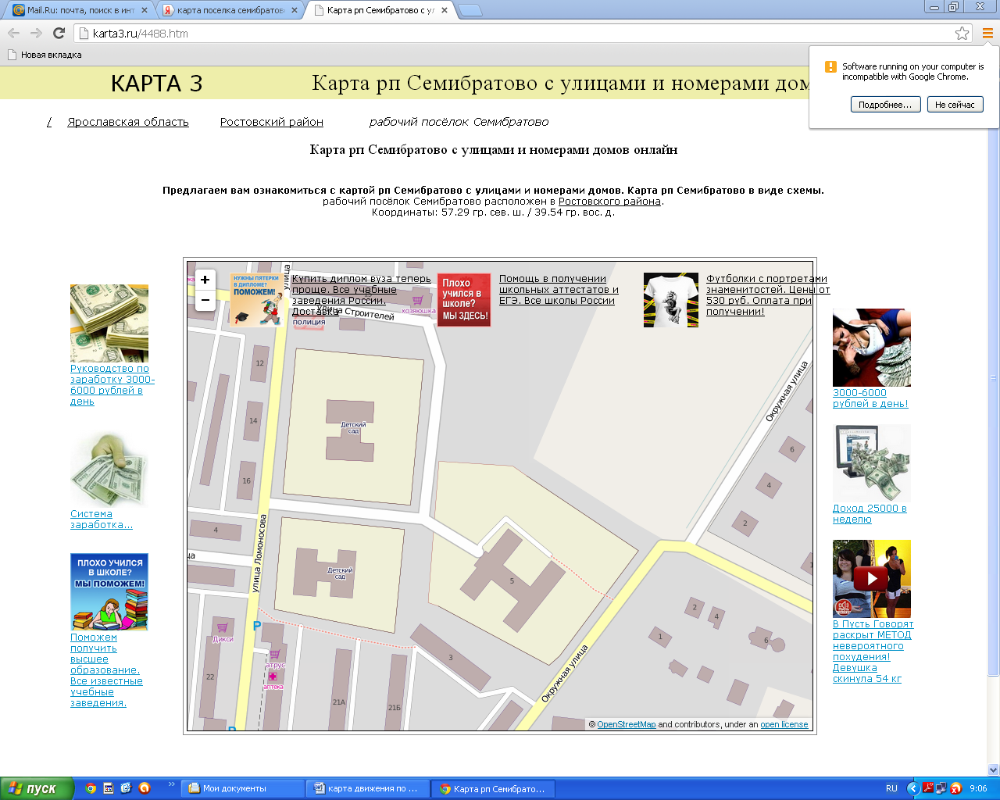 Mail.Ru: почта, поиск в инт
карта поселка семибратово
Карта рп Семибратово с ул
karta3.ru/4488.htm
Новая вкладка
Software running on your computer is
incompatible with Google Chrome.
Подробнее...
Не сейчас
КАРТА 3
Карта рп Семибратово с улицами и номерами дом
/
Ярославская область
Ростовский район
рабочий посёлок Семибратово
Карта рп Семибратово с улицами и номерами домов онлайн
Предлагаем вам ознакомиться с картой рп Семибратово с улицами и номерами домов. Карта рп Семибратово в виде схемы.
рабочий посёлок Семибратово расположен в Ростовского района.
Координаты: 57.29 гр. сев. ш. / 39.54 гр. вос. д.
Руководство по
заработку 3000-
6000 рублей в
день
Система
заработка...
ПЛОХО УЧИЛСЯ
В ШКОЛЕ?
МЫ ПОМОЖЕМ!
Поможем
получить
высшее
образование.
Все известные
учебные
заведения.
+
−
НУЖНЫ ПЯТЕРКИ
В ДИПЛОМЕ?
ПОМОЖЕМ!
Купить диплом вуза теперь
проще. Все учебные
заведения России.
Доставка
Плохо
учился в
школе?
МЫ ЗДЕСЬ!
Помощь в получении
школьных аттестатов и
ЕГЭ. Все школы России
Футболки с портретами
знаменитостей. Цены от
530 руб. Оплата при
получении!
улица
Улица Строителей
хозяюшка
полиция
12
14
16
4
Детский
сад
Детский
сад
улица Ломоносова
ца
5
3
Окружная улица
Окружная улица
6
4
2
1
2
4
1
6
P
Дикси
22
атрус
аптека
21А
21Б
P
© OpenStreetMap and contributors, under an open license
3000-6000
рублей в день!
Доход 25000 в
неделю
В Пусть Говорят
раскрыт МЕТОД
невероятного
похудения!
Девушка
скинула 54 кг
пуск
»
Мои документы
карта движения по ...
Карта рп Семибрато...
RU
9:06